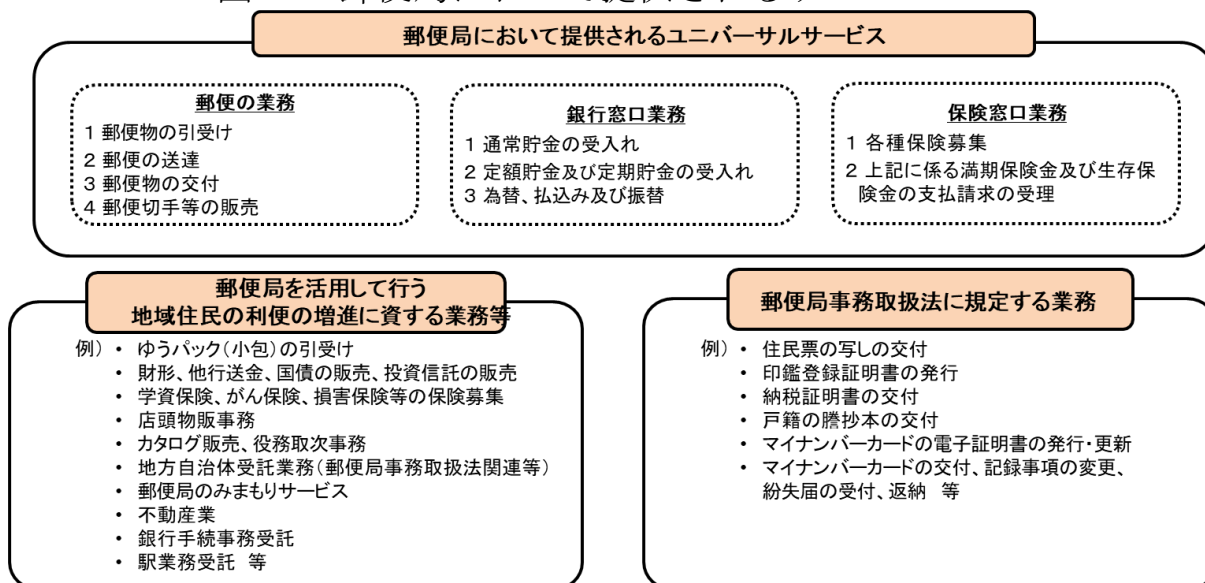 郵便局において提供されるユニバーサルサービス
郵便の業務
1 郵便物の引受け
2 郵便の送達
3 郵便物の交付
4 郵便切手等の販売
銀行窓口業務
1 通常貯金の受入れ
2 定額貯金及び定期貯金の受入れ
3 為替、払込み及び振替
保険窓口業務
1 各種保険募集
2 上記に係る満期保険金及び生存保
険金の支払請求の受理
郵便局を活用して行う
地域住民の利便の増進に資する業務等
例) ・ ゆうパック(小包)の引受け
・ 財形、他行送金、国債の販売、投資信託の販売
・ 学資保険、がん保険、損害保険等の保険募集
・ 店頭物販事務
・ カタログ販売、役務取次事務
・ 地方自治体受託業務(郵便局事務取扱法関連等)
・ 郵便局のみまもりサービス
・ 不動産業
・ 銀行手続事務受託
・ 駅業務受託 等
郵便局事務取扱法に規定する業務
例) ・ 住民票の写しの交付
・ 印鑑登録証明書の発行
・ 納税証明書の交付
・ 戸籍の謄抄本の交付
・ マイナンバーカードの電子証明書の発行・更新
・ マイナンバーカードの交付、記録事項の変更、
紛失届の受付、返納 等